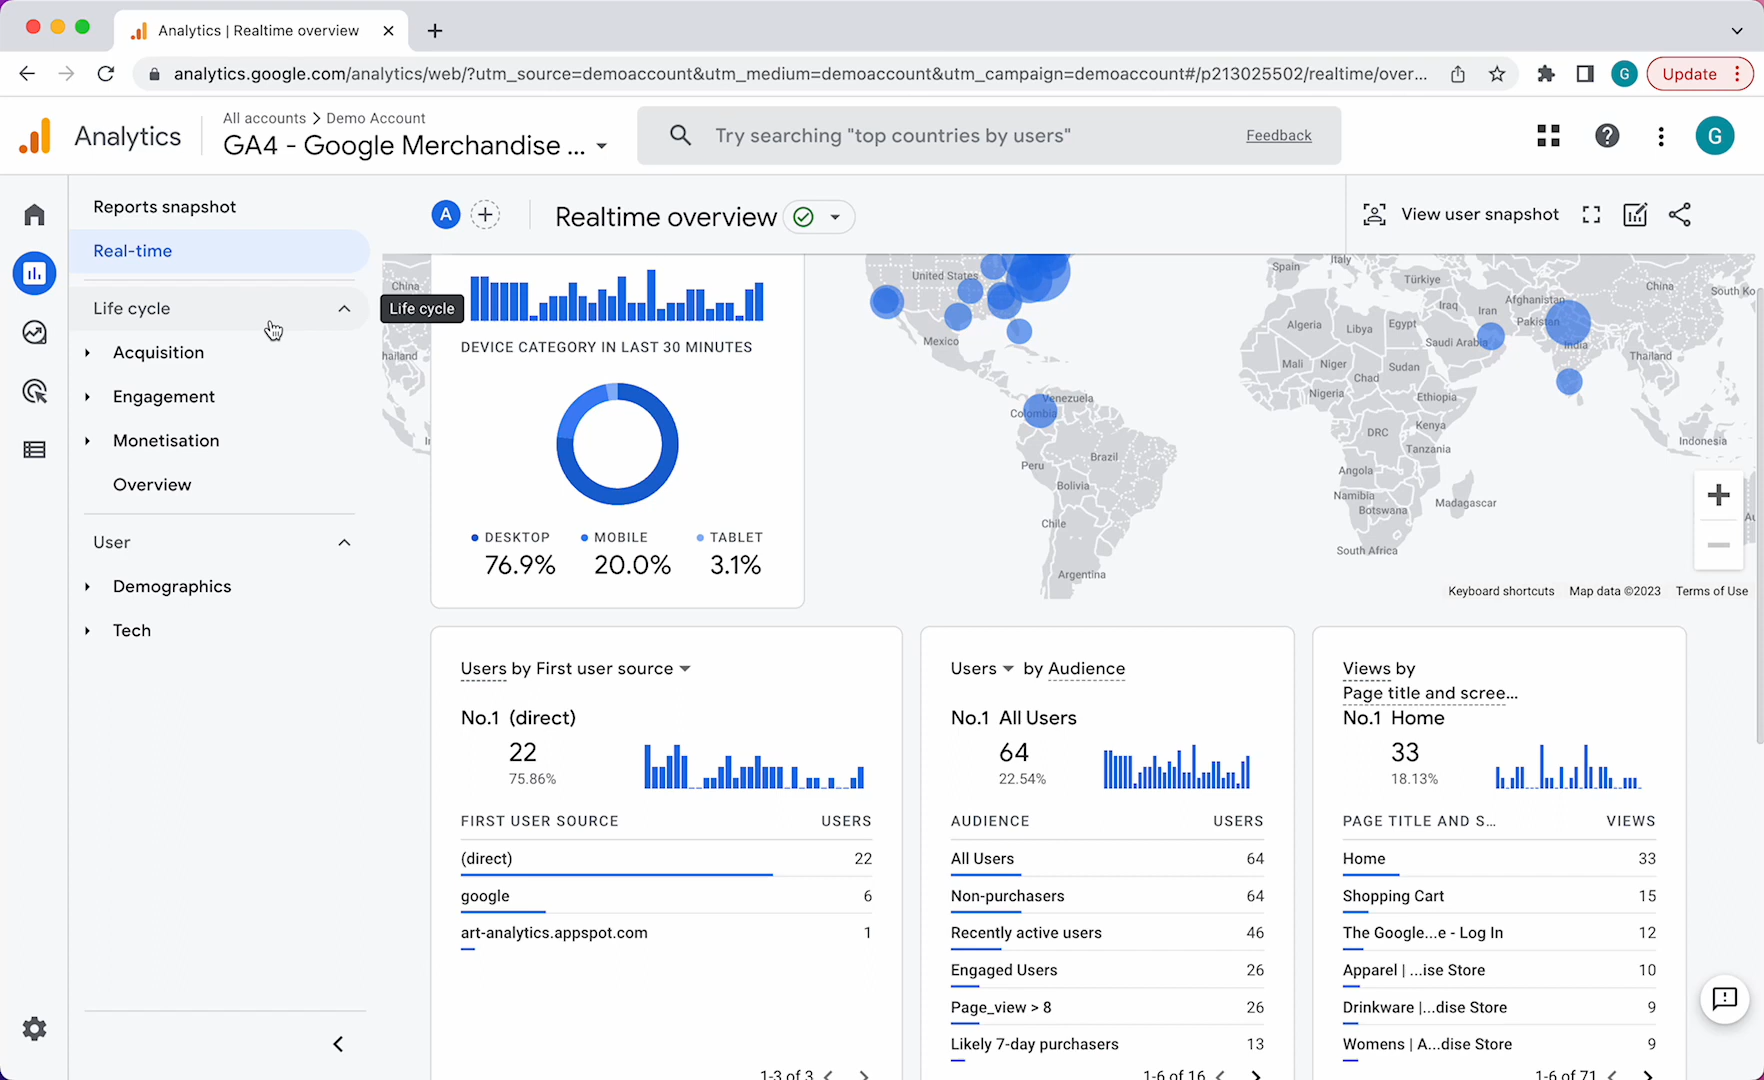 Analytics | Realtime overview
analytics.google.com/analytics/web/?utm_source=demoaccount&utm_medium=demoaccount&utm_campaign=demoaccount#/p213025502/realtime/over...
G
Update
Analytics
All accounts > Demo Account
GA4 - Google Merchandise ...
Try searching "top countries by users"
Feedback
G
Reports snapshot
Real-time
Life cycle
Acquisition
Engagement
Monetisation
Overview
User
Demographics
Tech
A
Realtime overview
View user snapshot
Life cycle
DEVICE CATEGORY IN LAST 30 MINUTES
DESKTOP
76.9%
MOBILE
20.0%
TABLET
3.1%
China
hailand
United States
Mexico
Venezuela
Colombia
Peru
Brazil
Bolivia
Chile
Argentina
Spain
Italy
Türkiye
Iraq
Iran
Afghanistan
Pakistan
China
South Ko
Algeria
Libya
Egypt
Saudi Arabia
India
Thailand
Mali
Niger
Chad
Sudan
Nigeria
Ethiopia
DRC
Kenya
Tanzania
Angola
Namibia
Botswana
Madagascar
South Africa
Indonesia
Au
Keyboard shortcuts
Map data ©2023
Terms of Use
Users by First user source
No.1 (direct)
22
75.86%
FIRST USER SOURCE USERS
(direct) 22
google 6
art-analytics.appspot.com 1
1-3 of 3
Users by Audience
No.1 All Users
64
22.54%
AUDIENCE USERS
All Users 64
Non-purchasers 64
Recently active users 46
Engaged Users 26
Page_view > 8 26
Likely 7-day purchasers 13
1-6 of 16
Views by
Page title and scree...
No.1 Home
33
18.13%
PAGE TITLE AND S... VIEWS
Home 33
Shopping Cart 15
The Google...e - Log In 12
Apparel | ...ise Store 10
Drinkware |...dise Store 9
Womens | A...dise Store 9
1-6 of 71